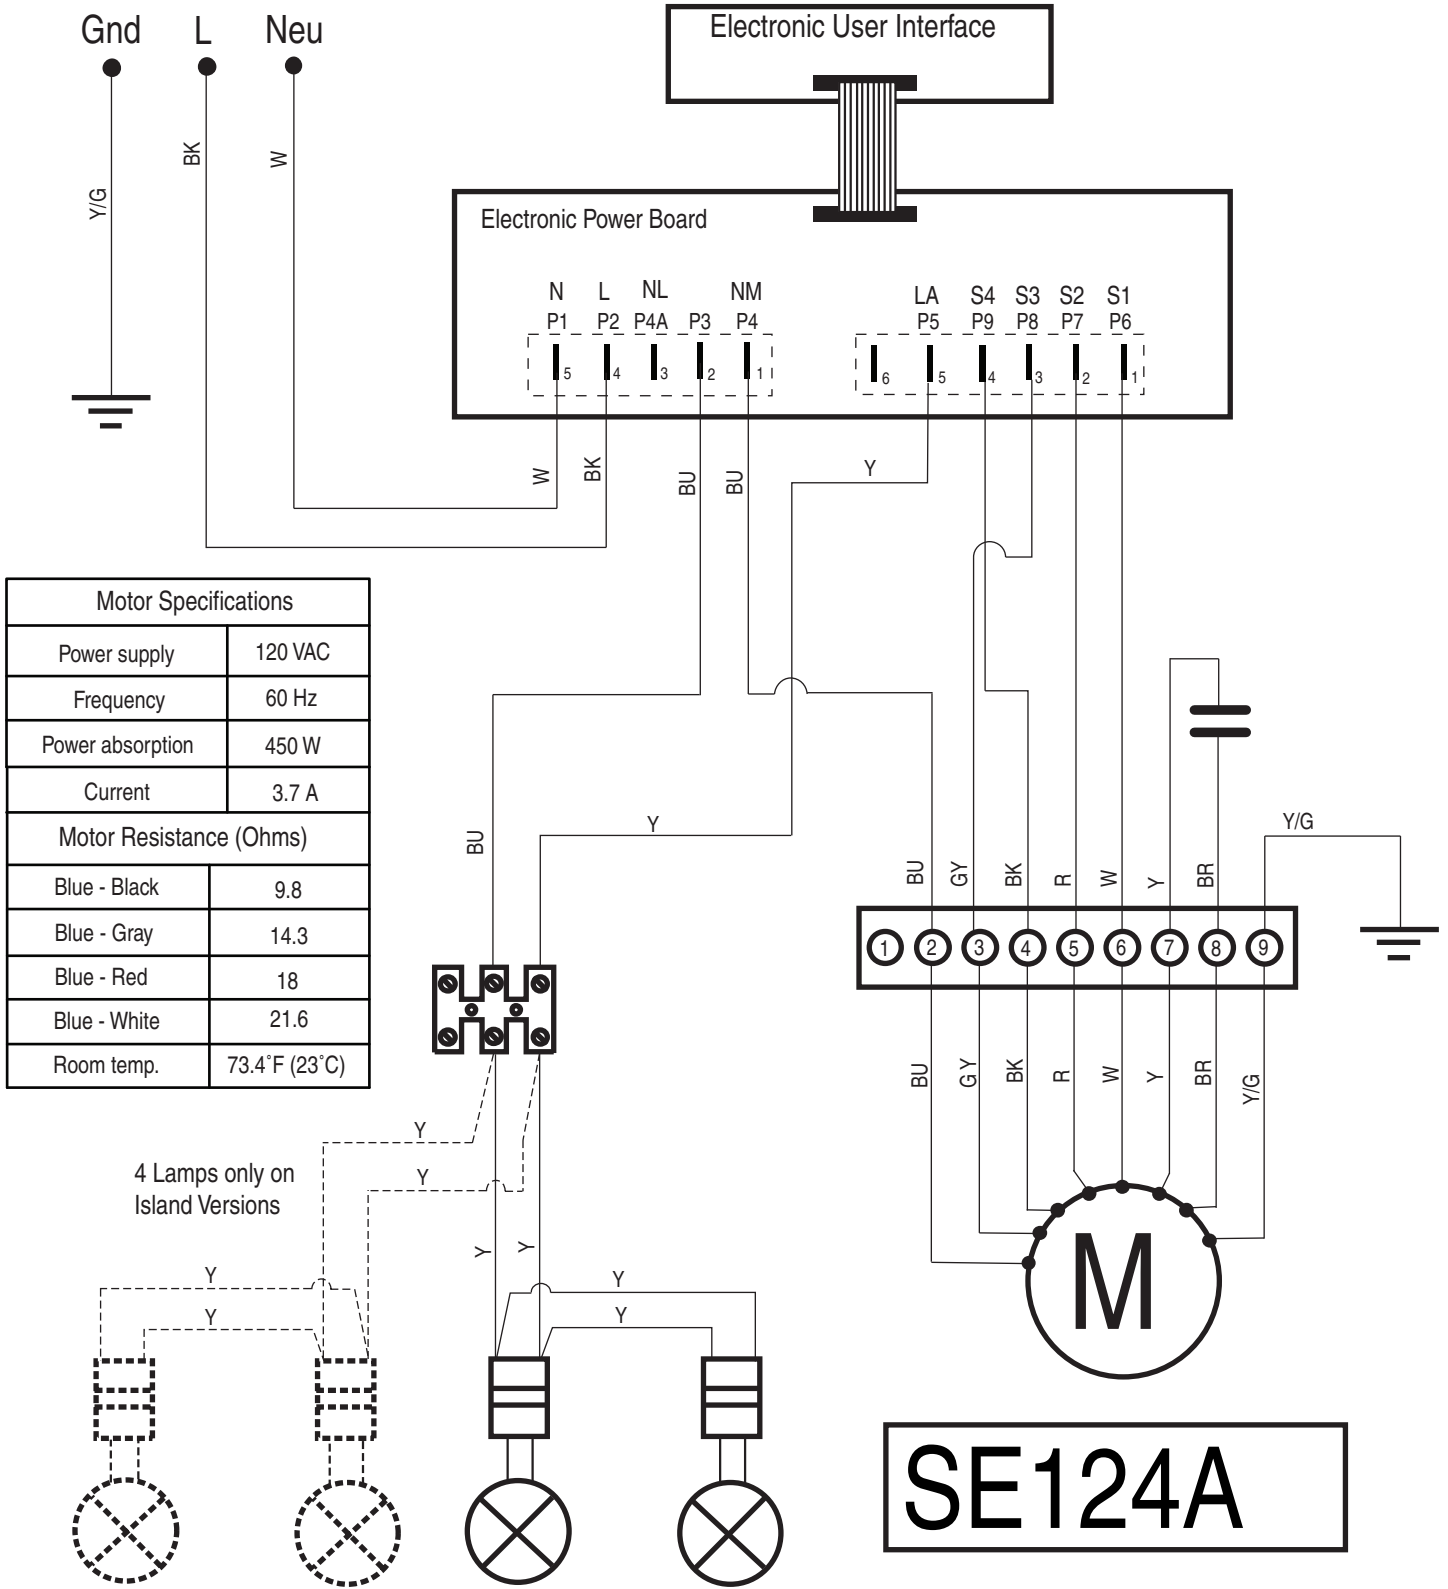 Gnd L Neu
Electronic User Interface
BK
W
Y/G
Electronic Power Board
N L NL NM
P1 P2 P4A P3 P4
5 4 3 2 1
LA S4 S3 S2 S1
P5 P9 P8 P7 P6
6 5 4 3 2 1
W
BK
BU
BU
Y
Motor Specifications
Power supply 120 VAC
Frequency 60 Hz
Power absorption 450 W
Current 3.7 A
Motor Resistance (Ohms)
Blue - Black 9.8
Blue - Gray 14.3
Blue - Red 18
Blue - White 21.6
Room temp. 73.4˚F (23˚C)
BU
Y
Y/G
BU GY BK R W Y BR
1 2 3 4 5 6 7 8 9
BU GY BK R W Y BR Y/G
Y
4 Lamps only on
Island Versions
Y
Y
Y
Y
Y
Y
Y
M
SE124A